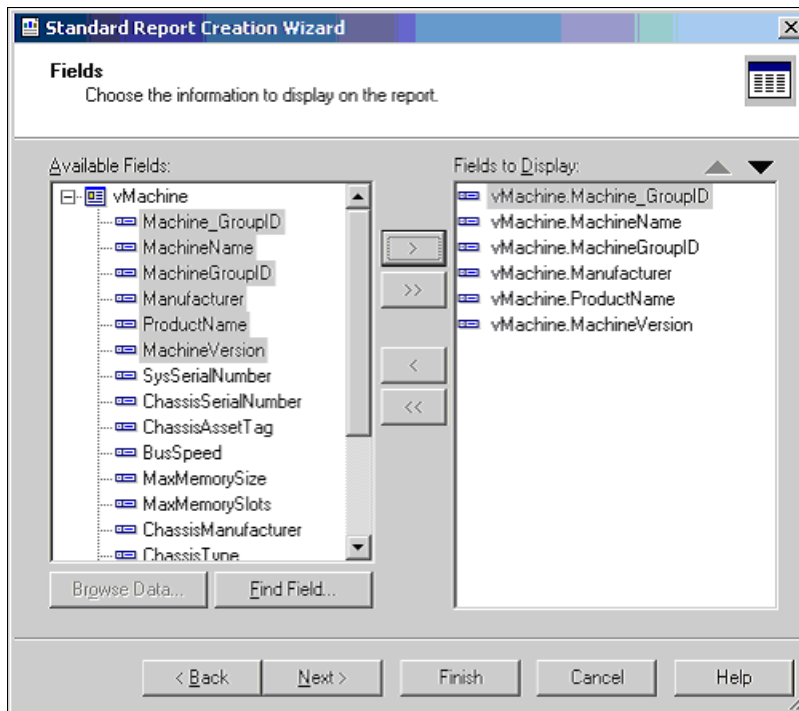 Standard Report Creation Wizard
Fields
Choose the information to display on the report.
Available Fields:
vMachine
Machine_GroupID
MachineName
MachineGroupID
Manufacturer
ProductName
MachineVersion
SysSerialNumber
ChassisSerialNumber
ChassisAssetTag
BusSpeed
MaxMemorySize
MaxMemorySlots
ChassisManufacturer
ChassisType
Browse Data...
Find Field...
>
>>
<
<<
Fields to Display:
vMachine.Machine_GroupID
vMachine.MachineName
vMachine.MachineGroupID
vMachine.Manufacturer
vMachine.ProductName
vMachine.MachineVersion
< Back
Next >
Finish
Cancel
Help